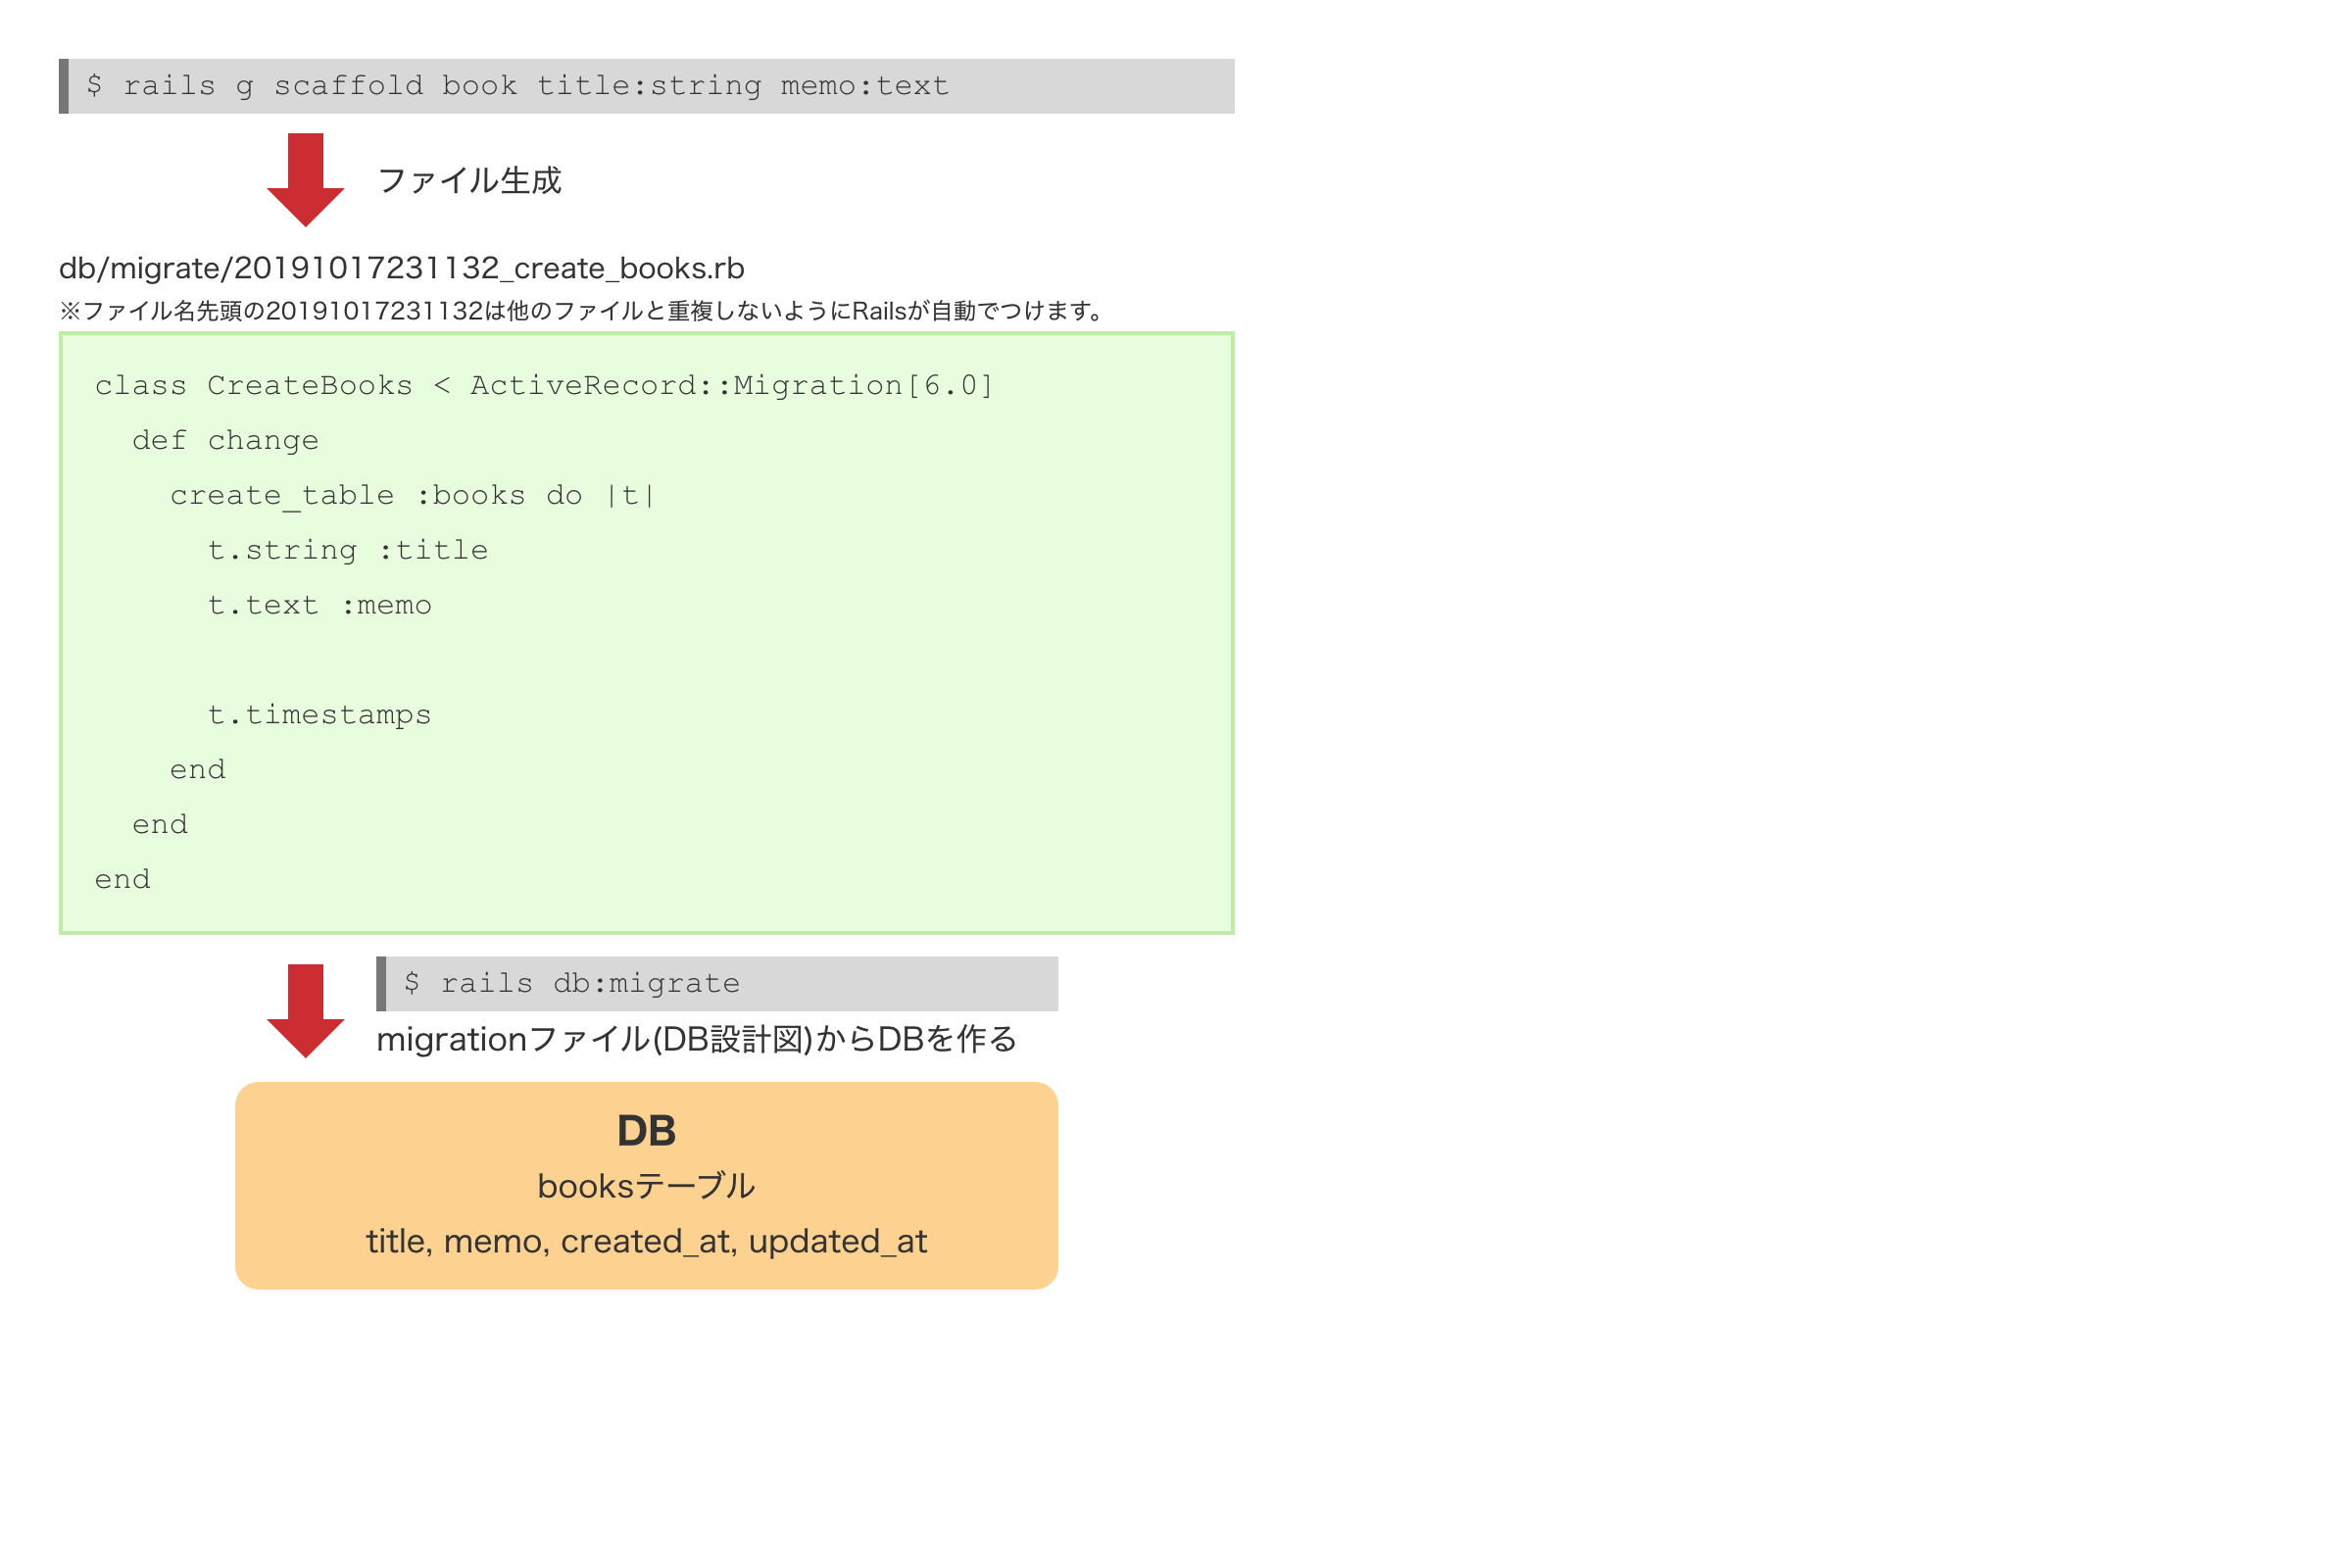 $ rails g scaffold book title:string memo:text
ファイル生成
db/migrate/20191017231132_create_books.rb
※ファイル名先頭の20191017231132は他のファイルと重複しないようにRailsが自動でつけます。
class CreateBooks < ActiveRecord::Migration[6.0]
  def change
    create_table :books do |t|
      t.string :title
      t.text :memo

      t.timestamps
    end
  end
end
$ rails db:migrate
migrationファイル(DB設計図)からDBを作る
DB
booksテーブル
title, memo, created_at, updated_at